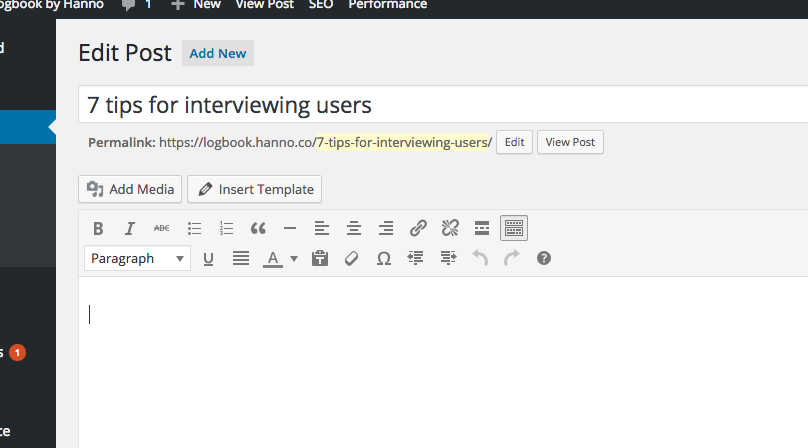 ogbook by Hanno 1 New View Post SEO Performance
d
Edit Post Add New
7 tips for interviewing users
Permalink: https://logbook.hanno.co/7-tips-for-interviewing-users/ Edit View Post
Add Media Insert Template
B I ABC
Paragraph U A Ω ?
s 1
te